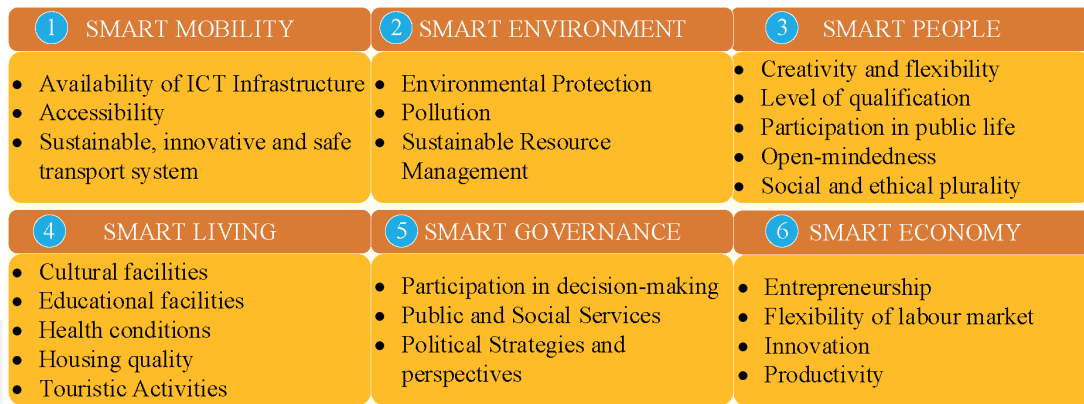 1 SMART MOBILITY
• Availability of ICT Infrastructure
• Accessibility
• Sustainable, innovative and safe
transport system
2 SMART ENVIRONMENT
• Environmental Protection
• Pollution
• Sustainable Resource
Management
3 SMART PEOPLE
• Creativity and flexibility
• Level of qualification
• Participation in public life
• Open-mindedness
• Social and ethical plurality
4 SMART LIVING
• Cultural facilities
• Educational facilities
• Health conditions
• Housing quality
• Touristic Activities
5 SMART GOVERNANCE
• Participation in decision-making
• Public and Social Services
• Political Strategies and
perspectives
6 SMART ECONOMY
• Entrepreneurship
• Flexibility of labour market
• Innovation
• Productivity